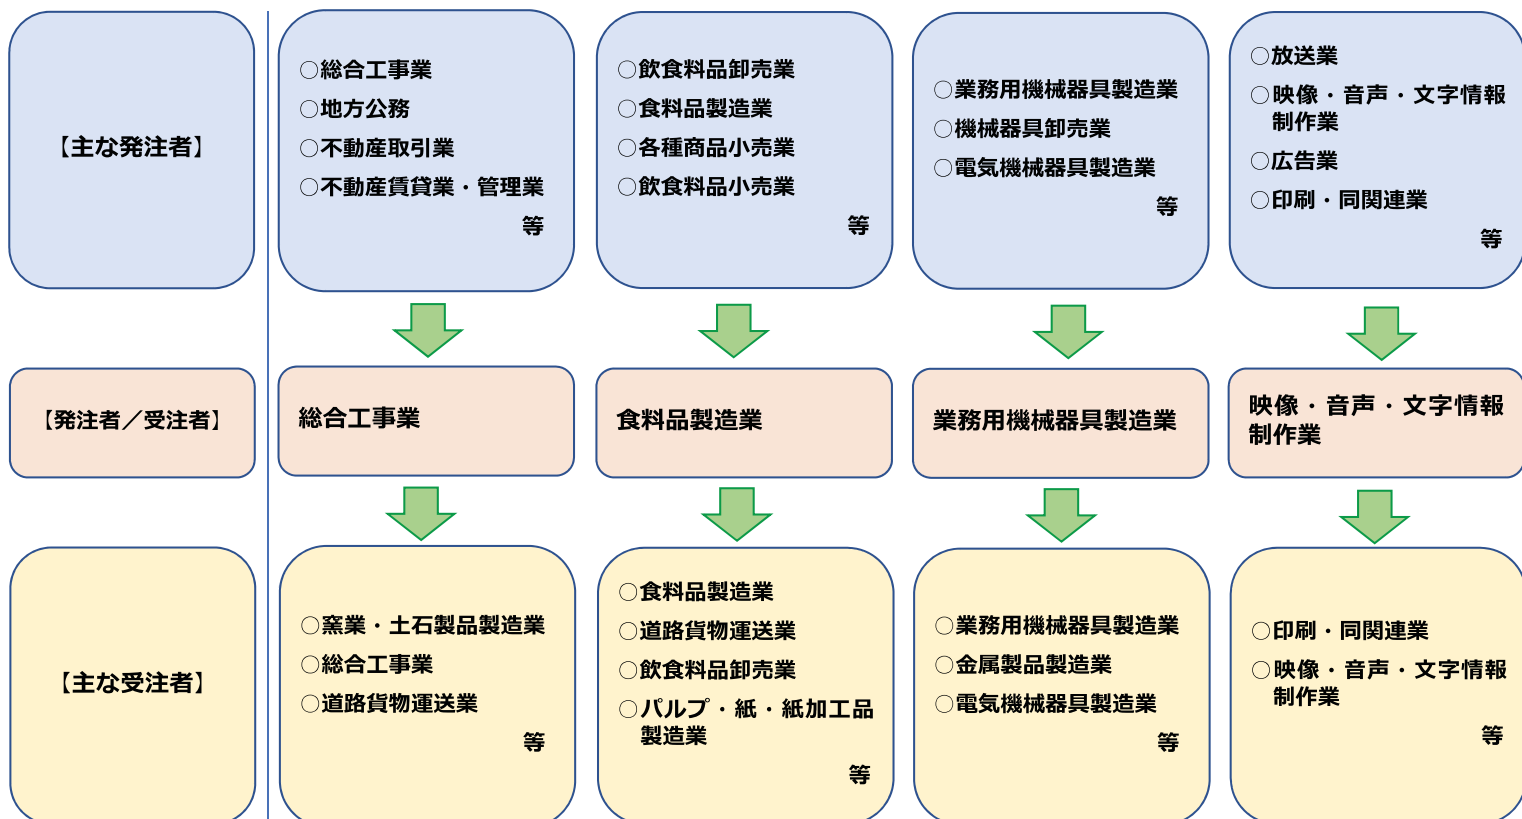 【主な発注者】
○総合工事業
○地方公務
○不動産取引業
○不動産賃貸業・管理業
等
○飲食料品卸売業
○食料品製造業
○各種商品小売業
○飲食料品小売業
等
○業務用機械器具製造業
○機械器具卸売業
○電気機械器具製造業
等
○放送業
○映像・音声・文字情報
制作業
○広告業
○印刷・同関連業
等
【発注者／受注者】
総合工事業
食料品製造業
業務用機械器具製造業
映像・音声・文字情報
制作業
【主な受注者】
○窯業・土石製品製造業
○総合工事業
○道路貨物運送業
等
○食料品製造業
○道路貨物運送業
○飲食料品卸売業
○パルプ・紙・紙加工品
製造業
等
○業務用機械器具製造業
○金属製品製造業
○電気機械器具製造業
等
○印刷・同関連業
○映像・音声・文字情報
制作業
等